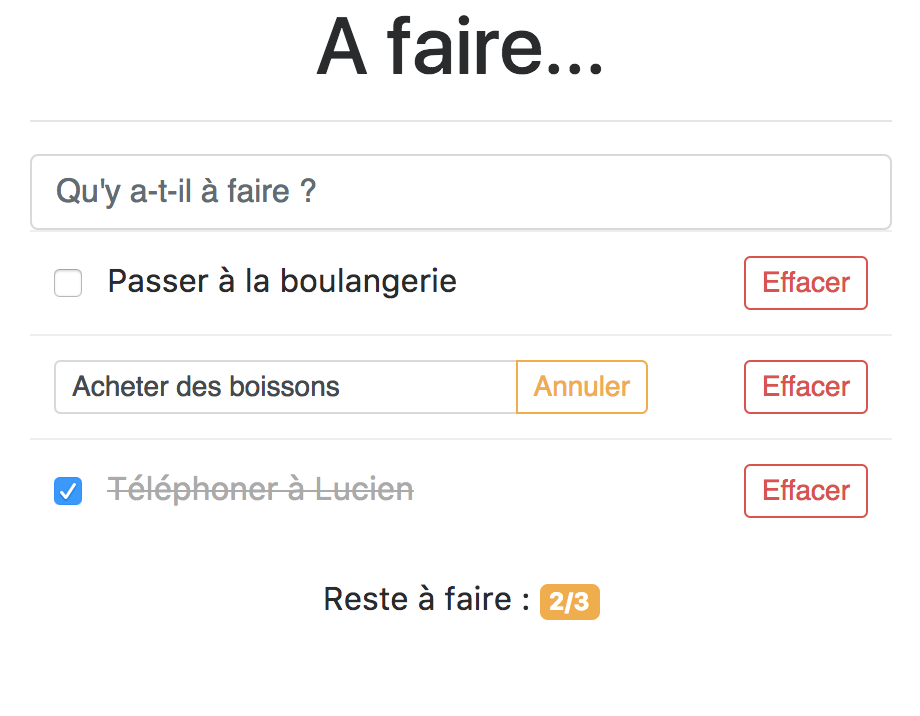 A faire...
Qu'y a-t-il à faire ?
Passer à la boulangerie Effacer
Acheter des boissons Annuler Effacer
Téléphoner à Lucien Effacer
Reste à faire : 2/3